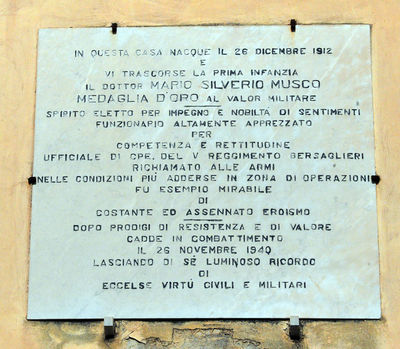 IN QUESTA CASA NACQUE IL 26 DICEMBRE 1912
E
VI TRASCORSE LA PRIMA INFANZIA
IL DOTTOR MARIO SILVERIO MUSCO
MEDAGLIA D'ORO AL VALOR MILITARE
SPIRITO ELETTO PER IMPEGNO E NOBILTÀ DI SENTIMENTI
FUNZIONARIO ALTAMENTE APPREZZATO
PER
COMPETENZA E RETTITUDINE
UFFICIALE DI CPE. DEL V REGGIMENTO BERSAGLIERI
RICHIAMATO ALLE ARMI
NELLE CONDIZIONI PIÙ ADDERSE IN ZONA DI OPERAZIONI
FU ESEMPIO MIRABILE
DI
COSTANTE ED ASSENNATO EROISMO
DOPO PRODIGI DI RESISTENZA E DI VALORE
CADDE IN COMBATTIMENTO
IL 26 NOVEMBRE 1940
LASCIANDO DI SÈ LUMINOSO RICORDO
DI
ECCELSE VIRTÙ CIVILI E MILITARI